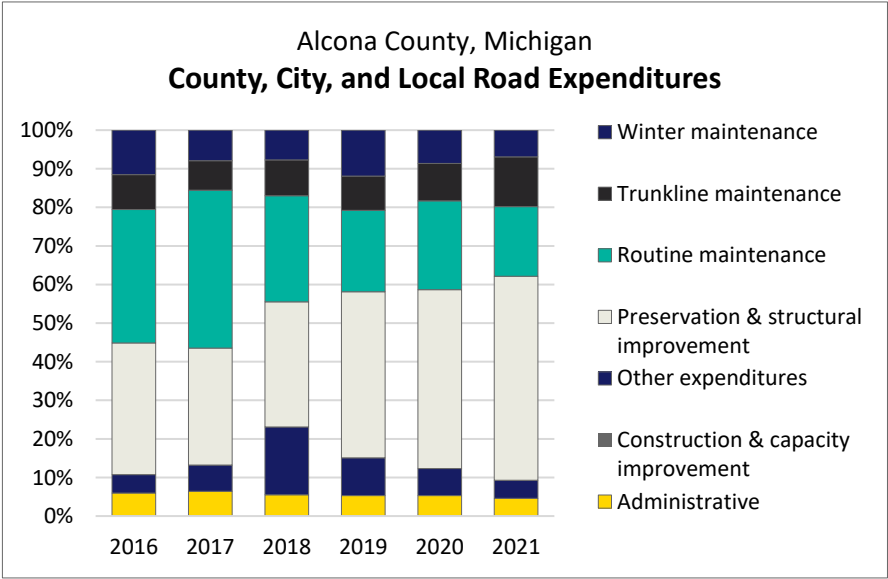 Alcona County, Michigan
County, City, and Local Road Expenditures
100%
90%
80%
70%
60%
50%
40%
30%
20%
10%
0%
2016 2017 2018 2019 2020 2021
Winter maintenance
Trunkline maintenance
Routine maintenance
Preservation & structural
improvement
Other expenditures
Construction & capacity
improvement
Administrative